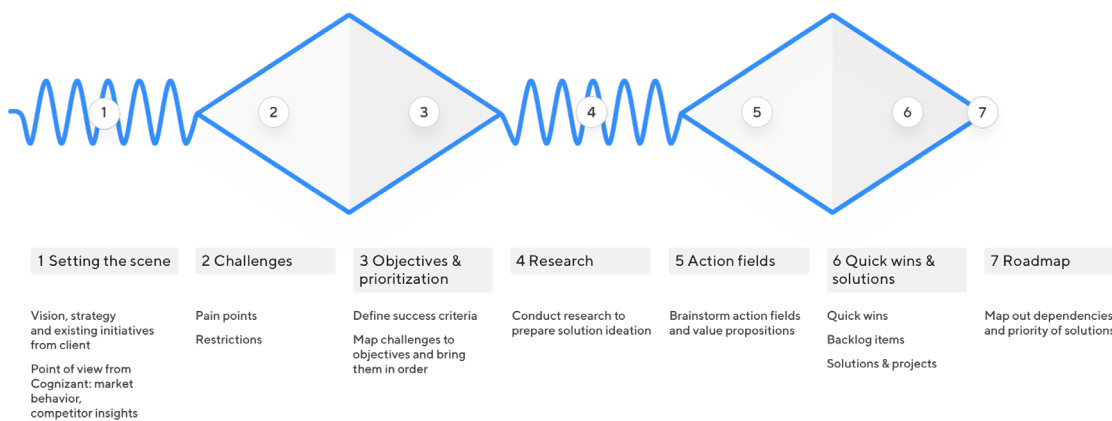 1
2
3
4
5
6
7
1 Setting the scene
Vision, strategy
and existing initiatives
from client
Point of view from
Cognizant: market
behavior,
competitor insights
2 Challenges
Pain points
Restrictions
3 Objectives &
prioritization
Define success criteria
Map challenges to
objectives and bring
them in order
4 Research
Conduct research to
prepare solution ideation
5 Action fields
Brainstorm action fields
and value propositions
6 Quick wins &
solutions
Quick wins
Backlog items
Solutions & projects
7 Roadmap
Map out dependencies
and priority of solutions